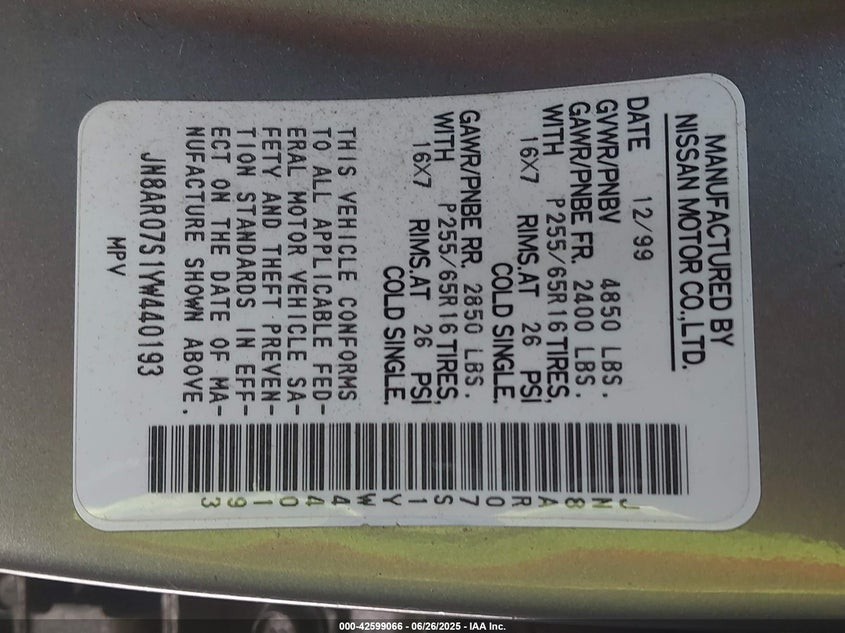 MANUFACTURED BY
NISSAN MOTOR CO.,LTD.
DATE 12/99
GVWR/PNBV 4850 LBS.
GAWR/PNBE FR. 2400 LBS.
WITH P255/65R16 TIRES,
16X7 RIMS.AT 26 PSI
COLD SINGLE,
GAWR/PNBE RR. 2850 LBS.
WITH P255/65R16 TIRES,
16X7 RIMS.AT 26 PSI
COLD SINGLE,
THIS VEHICLE CONFORMS
TO ALL APPLICABLE FED-
ERAL MOTOR VEHICLE SA-
FETY AND THEFT PREVEN-
TION STANDARDS IN EFF-
ECT ON THE DATE OF MA-
NUFACTURE SHOWN ABOVE.
JN8AR07S1YW440193
MPV
JN8AR07S1YW440193
000-42599066 - 06/26/2025 - IAA Inc.